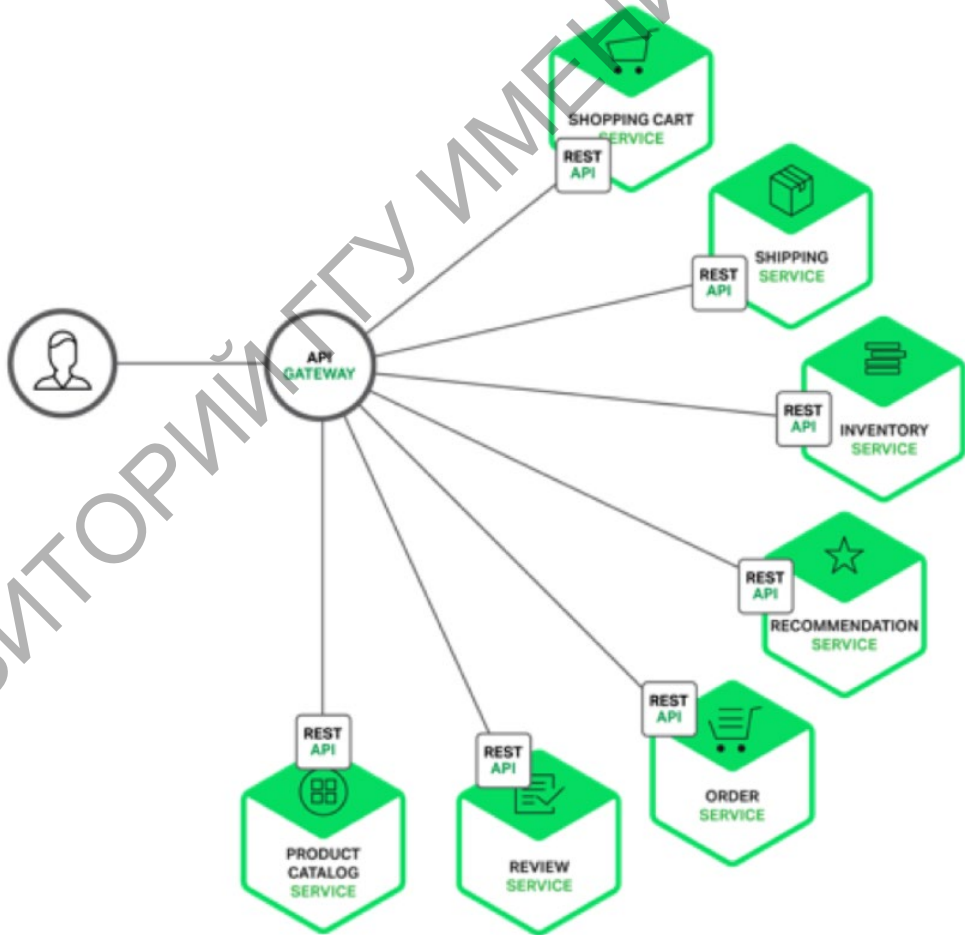 SHOPPING CART
SERVICE
REST
API
SHIPPING
SERVICE
REST
API
API
GATEWAY
REST
API
INVENTORY
SERVICE
REST
API
RECOMMENDATION
SERVICE
REST
API
ORDER
SERVICE
REST
API
REVIEW
SERVICE
REST
API
PRODUCT
CATALOG
SERVICE
ГГУ